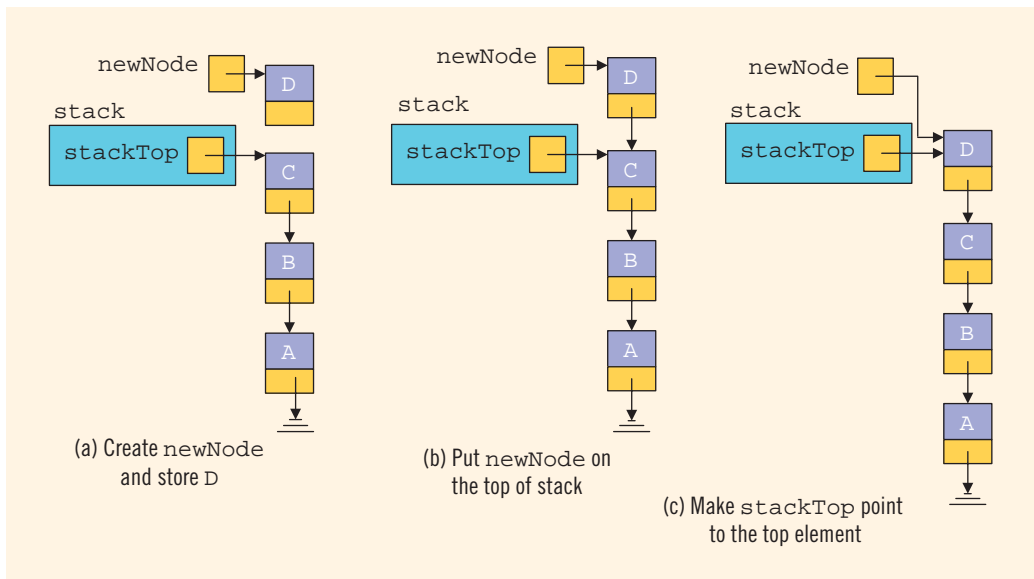 newNode
D
stack
stackTop
C
B
A
(a) Create newNode
and store D
newNode
D
stack
stackTop
C
B
A
(b) Put newNode on
the top of stack
newNode
stack
stackTop
D
C
B
A
(c) Make stackTop point
to the top element